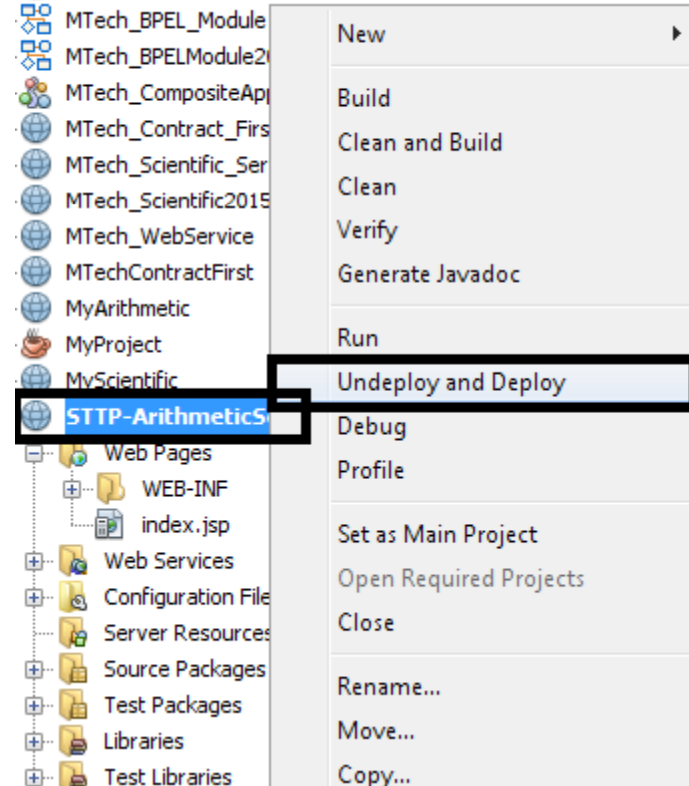 MTech_BPEL_Module
MTech_BPELModule2
MTech_CompositeAp
MTech_Contract_Firs
MTech_Scientific_Ser
MTech_Scientific2015
MTech_WebService
MTechContractFirst
MyArithmetic
MyProject
MyScientific
STTP-ArithmeticS
Web Pages
WEB-INF
index.jsp
Web Services
Configuration File
Server Resources
Source Packages
Test Packages
Libraries
Test Libraries
New
Build
Clean and Build
Clean
Verify
Generate Javadoc
Run
Undeploy and Deploy
Debug
Profile
Set as Main Project
Open Required Projects
Close
Rename...
Move...
Copy...